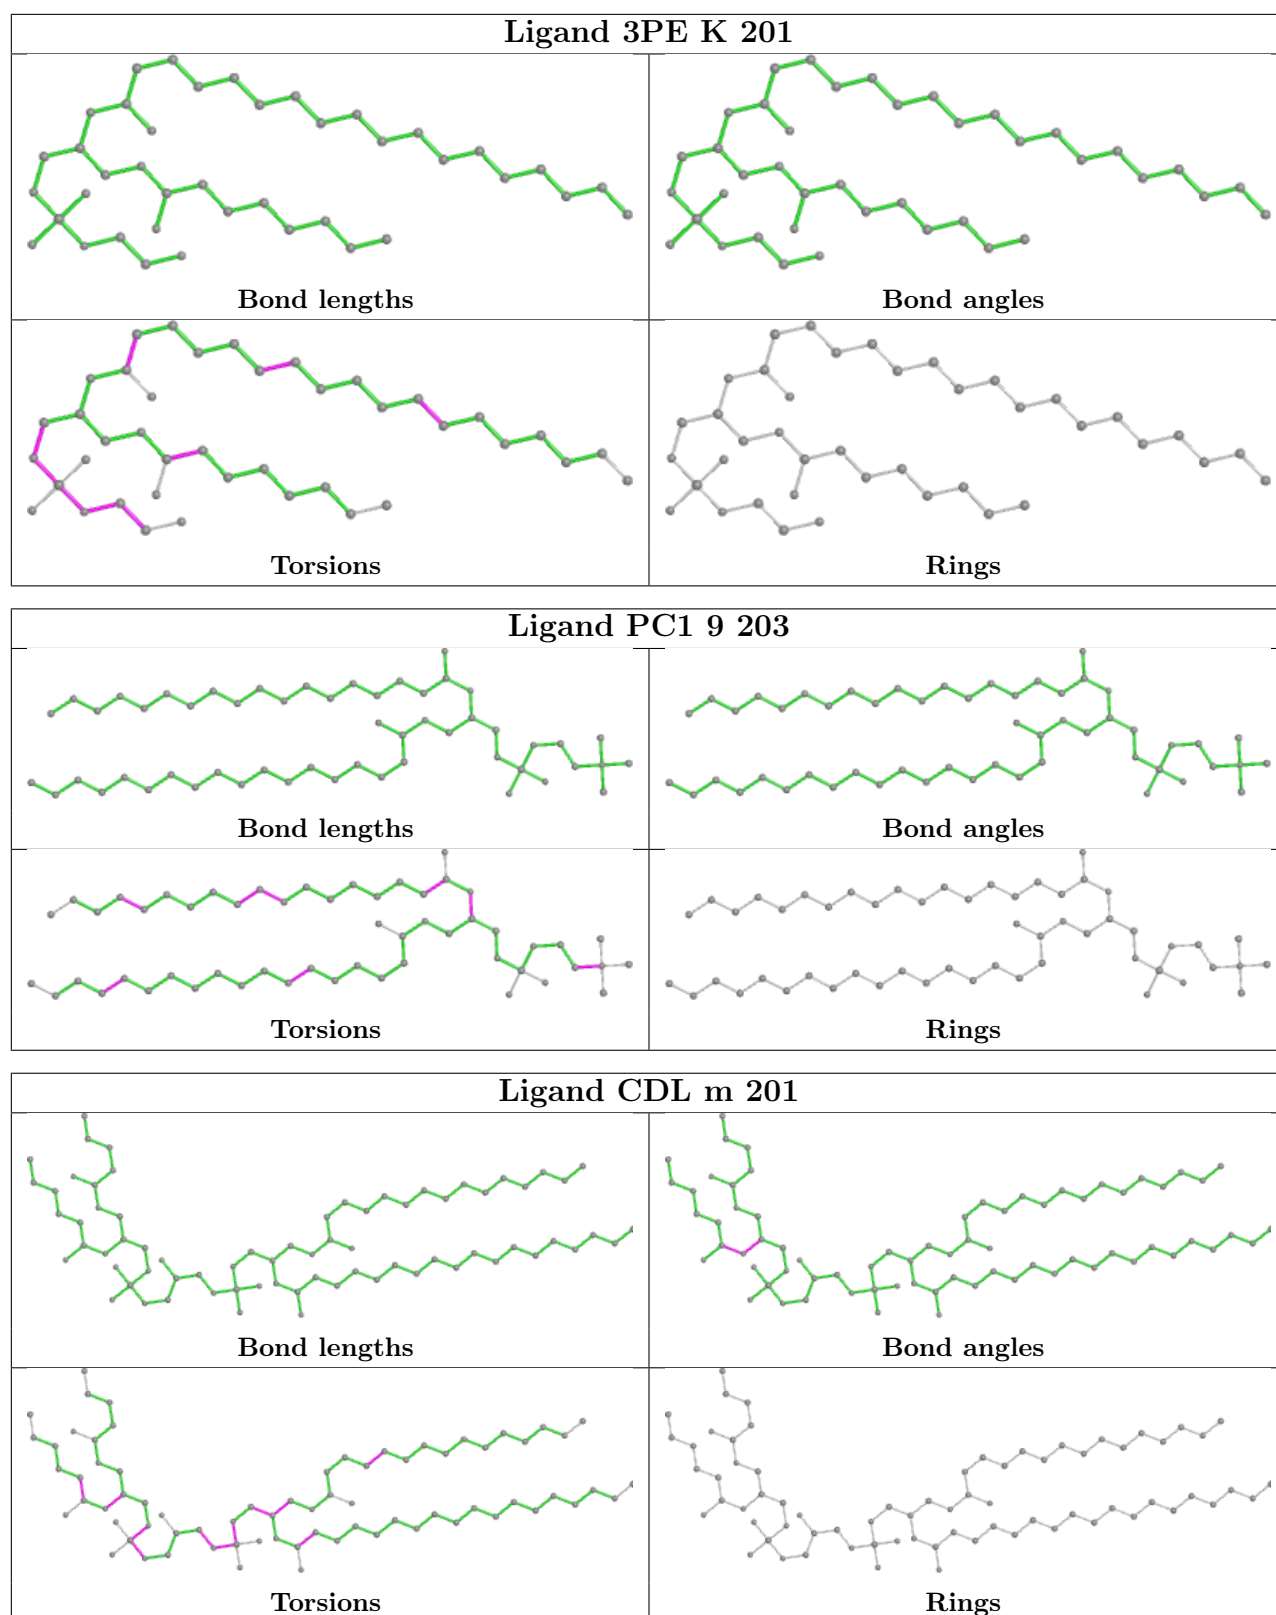 Ligand 3PE K 201
Bond lengths
Bond angles
Torsions
Rings
Ligand PC1 9 203
Bond lengths
Bond angles
Torsions
Rings
Ligand CDL m 201
Bond lengths
Bond angles
Torsions
Rings